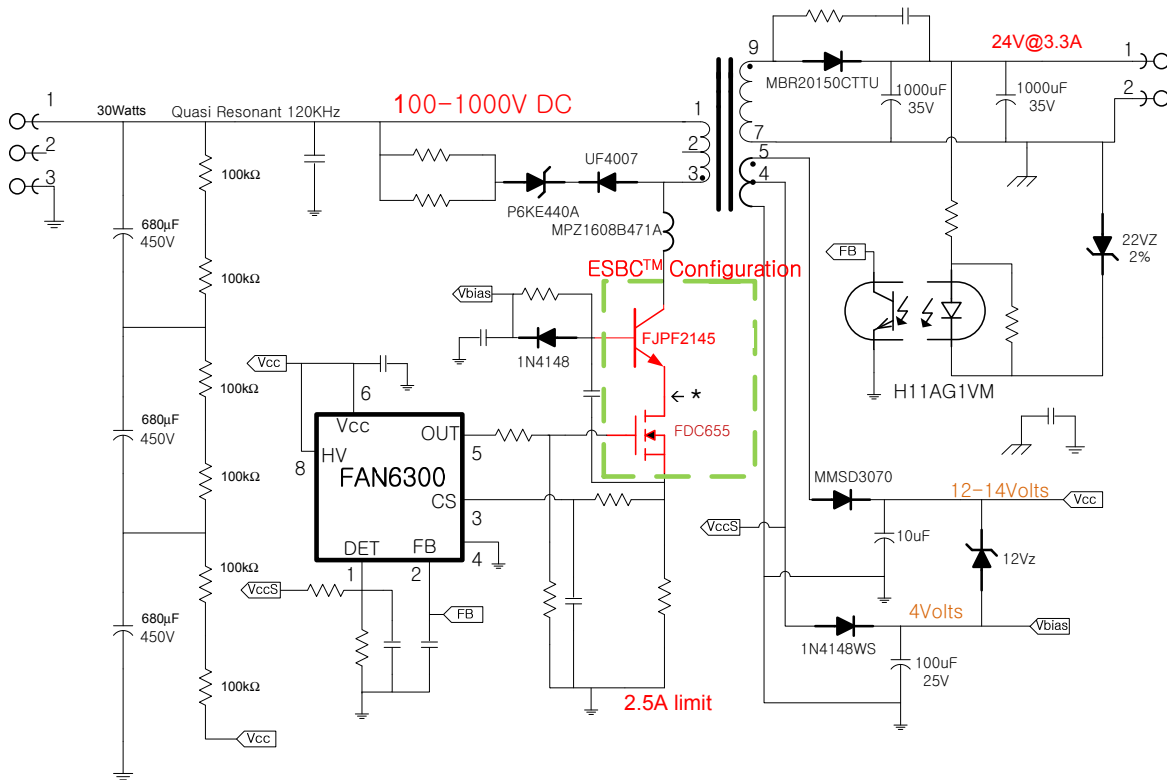 24V@3.3A
9
1
MBR20150CTTU
1000uF
35V
1000uF
35V
2
1
30Watts
Quasi Resonant 120KHz
100-1000V DC
1
2
3
7
5
4
2
3
100kΩ
UF4007
P6KE440A
MPZ1608B471A
680μF
450V
100kΩ
ESBC™ Configuration
FB
22VZ
2%
Vbias
FJPF2145
1N4148
H11AG1VM
Vcc
6
100kΩ
← *
680μF
450V
Vcc
OUT
5
FDC655
8
HV
FAN6300
100kΩ
CS
3
MMSD3070
12-14Volts
Vcc
VccS
10uF
12Vz
DET
FB
4
1
2
100kΩ
VccS
FB
680μF
450V
4Volts
Vbias
1N4148WS
100uF
25V
100kΩ
2.5A limit
Vcc